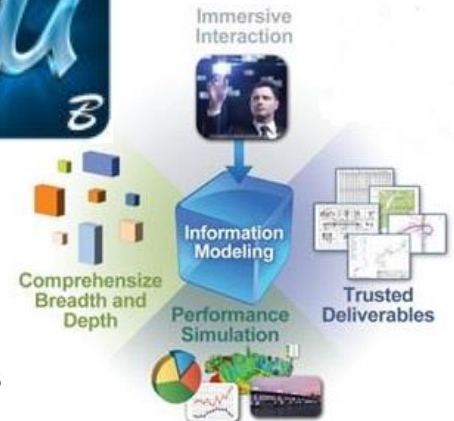 Immersive
Interaction
µ
B
Information
Modeling
Comprehensize
Breadth and
Depth
Trusted
Deliverables
Performance
Simulation